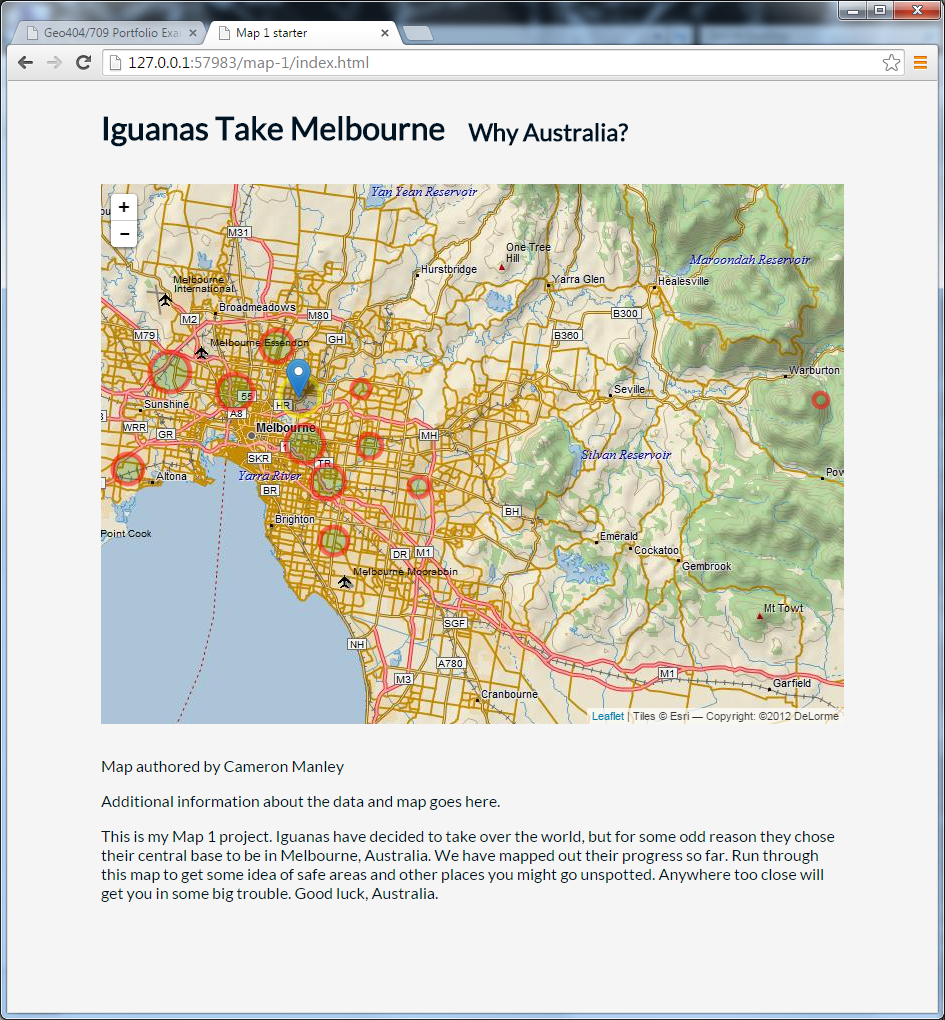 Geo404/709 Portfolio Exa
Map 1 starter
127.0.0.1:57983/map-1/index.html
Iguanas Take Melbourne Why Australia?
+
−
Yan Yean Reservoir
M31
One Tree
Hill
Maroondah Reservoir
Hurstbridge
Yarra Glen
Healesville
Melbourne
International
Broadmeadows
M80
M2
B300
M79
Melbourne Essendon
GH
B360
Warburton
Seville
55
HR
Sunshine
A8
WRR
GR
Melbourne
MH
1
SKR
TR
Silvan Reservoir
Altona
Yarra River
BR
Pow
BH
Point Cook
Brighton
Emerald
Cockatoo
DR
M1
Gembrook
Melbourne Moorabbin
Mt Towt
SGF
NH
A780
M1
M3
Garfield
Cranbourne
Leaflet | Tiles © Esri — Copyright: ©2012 DeLorme
Map authored by Cameron Manley
Additional information about the data and map goes here.
This is my Map 1 project. Iguanas have decided to take over the world, but for some odd reason they chose
their central base to be in Melbourne, Australia. We have mapped out their progress so far. Run through
this map to get some idea of safe areas and other places you might go unspotted. Anywhere too close will
get you in some big trouble. Good luck, Australia.